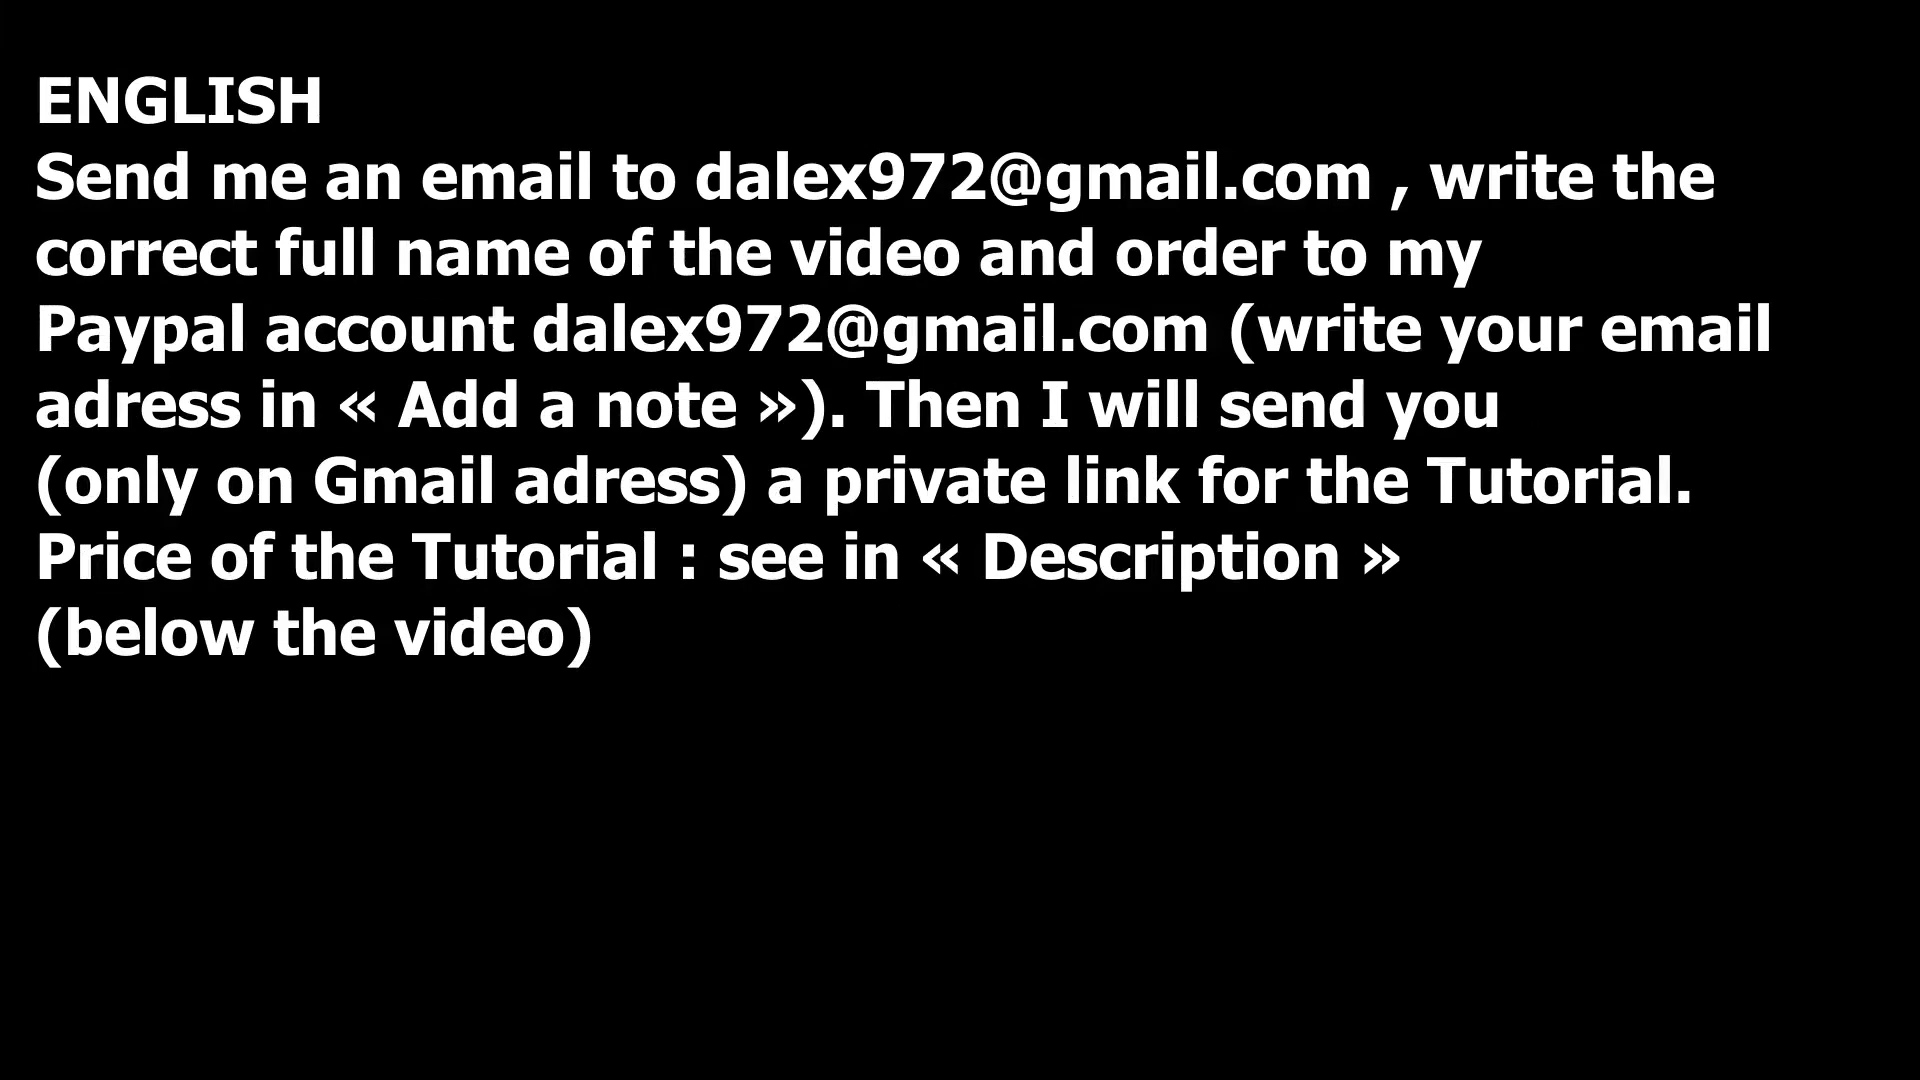 ENGLISH
Send me an email to dalex972@gmail.com , write the
correct full name of the video and order to my
Paypal account dalex972@gmail.com (write your email
adress in « Add a note »). Then I will send you
(only on Gmail adress) a private link for the Tutorial.
Price of the Tutorial : see in « Description »
(below the video)